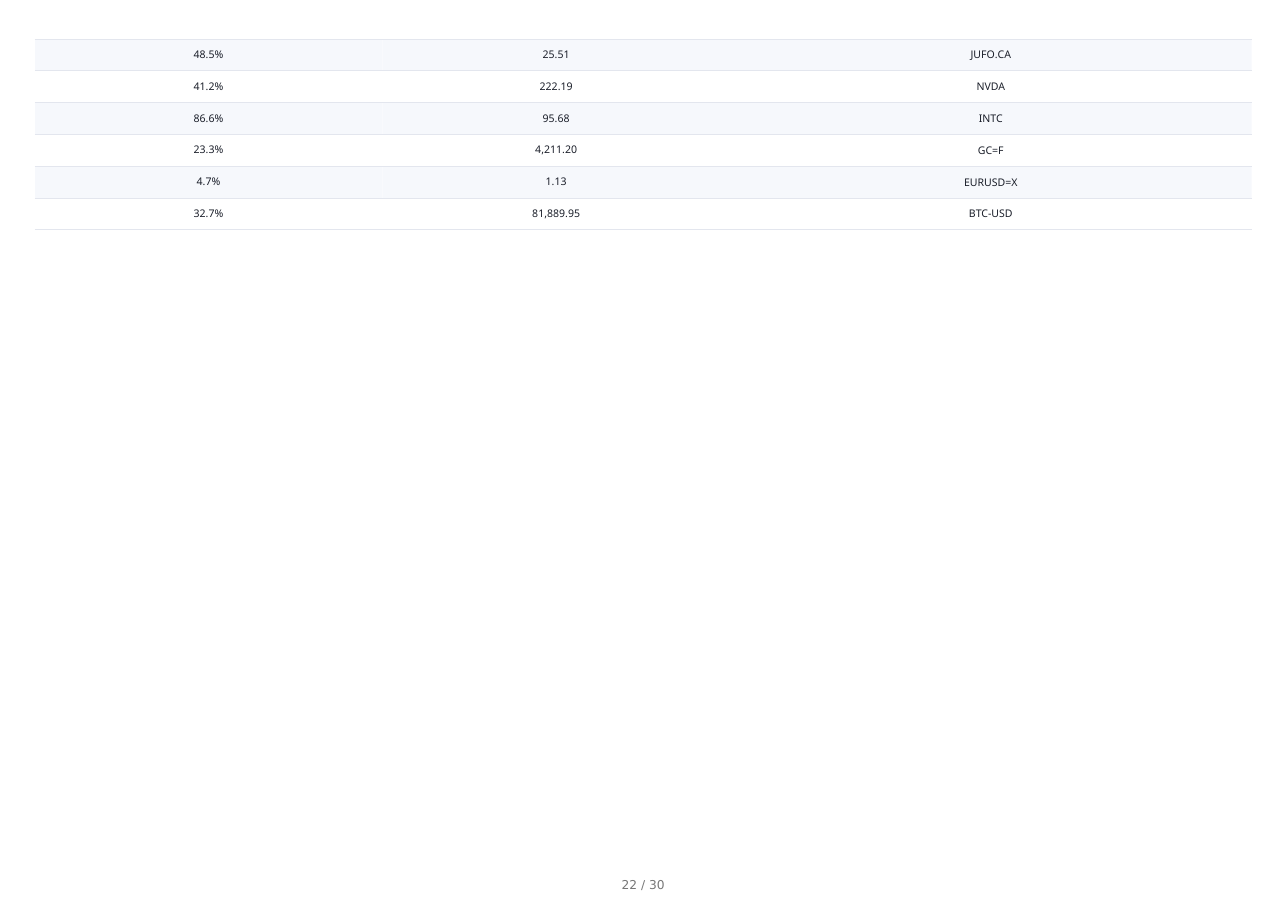 48.5% 25.51 JUFO.CA
41.2% 222.19 NVDA
86.6% 95.68 INTC
23.3% 4,211.20 GC=F
4.7% 1.13 EURUSD=X
32.7% 81,889.95 BTC-USD
22 / 30